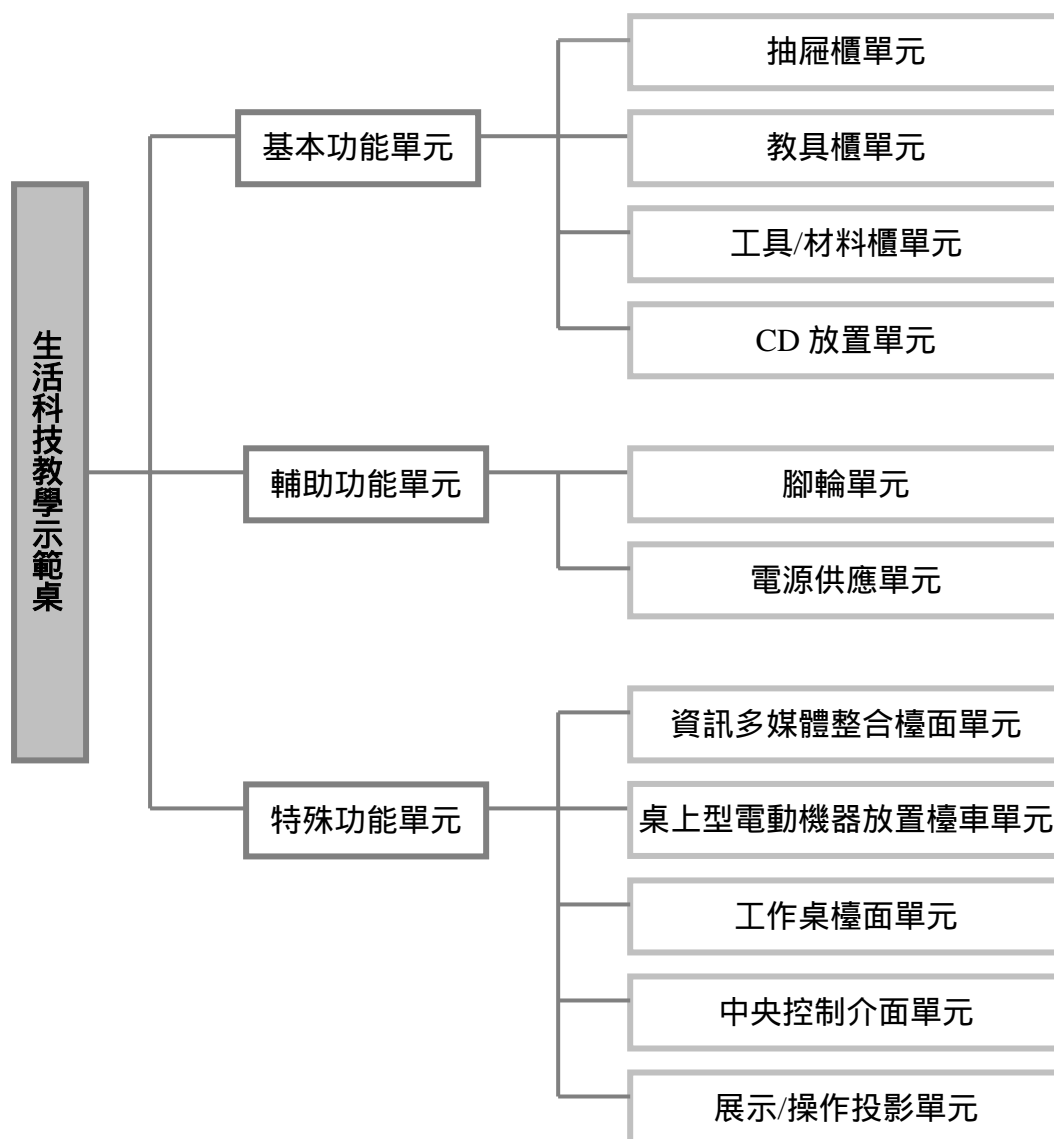 生活科技教學示範桌
基本功能單元
抽屜櫃單元
教具櫃單元
工具/材料櫃單元
CD 放置單元
輔助功能單元
腳輪單元
電源供應單元
特殊功能單元
資訊多媒體整合檯面單元
桌上型電動機器放置檯車單元
工作桌檯面單元
中央控制介面單元
展示/操作投影單元